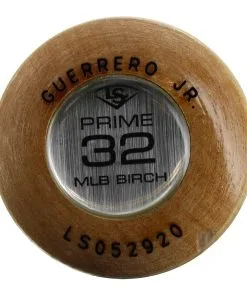 GUERRERO JR.
LS
PRIME
32
MLB BIRCH
LS052920